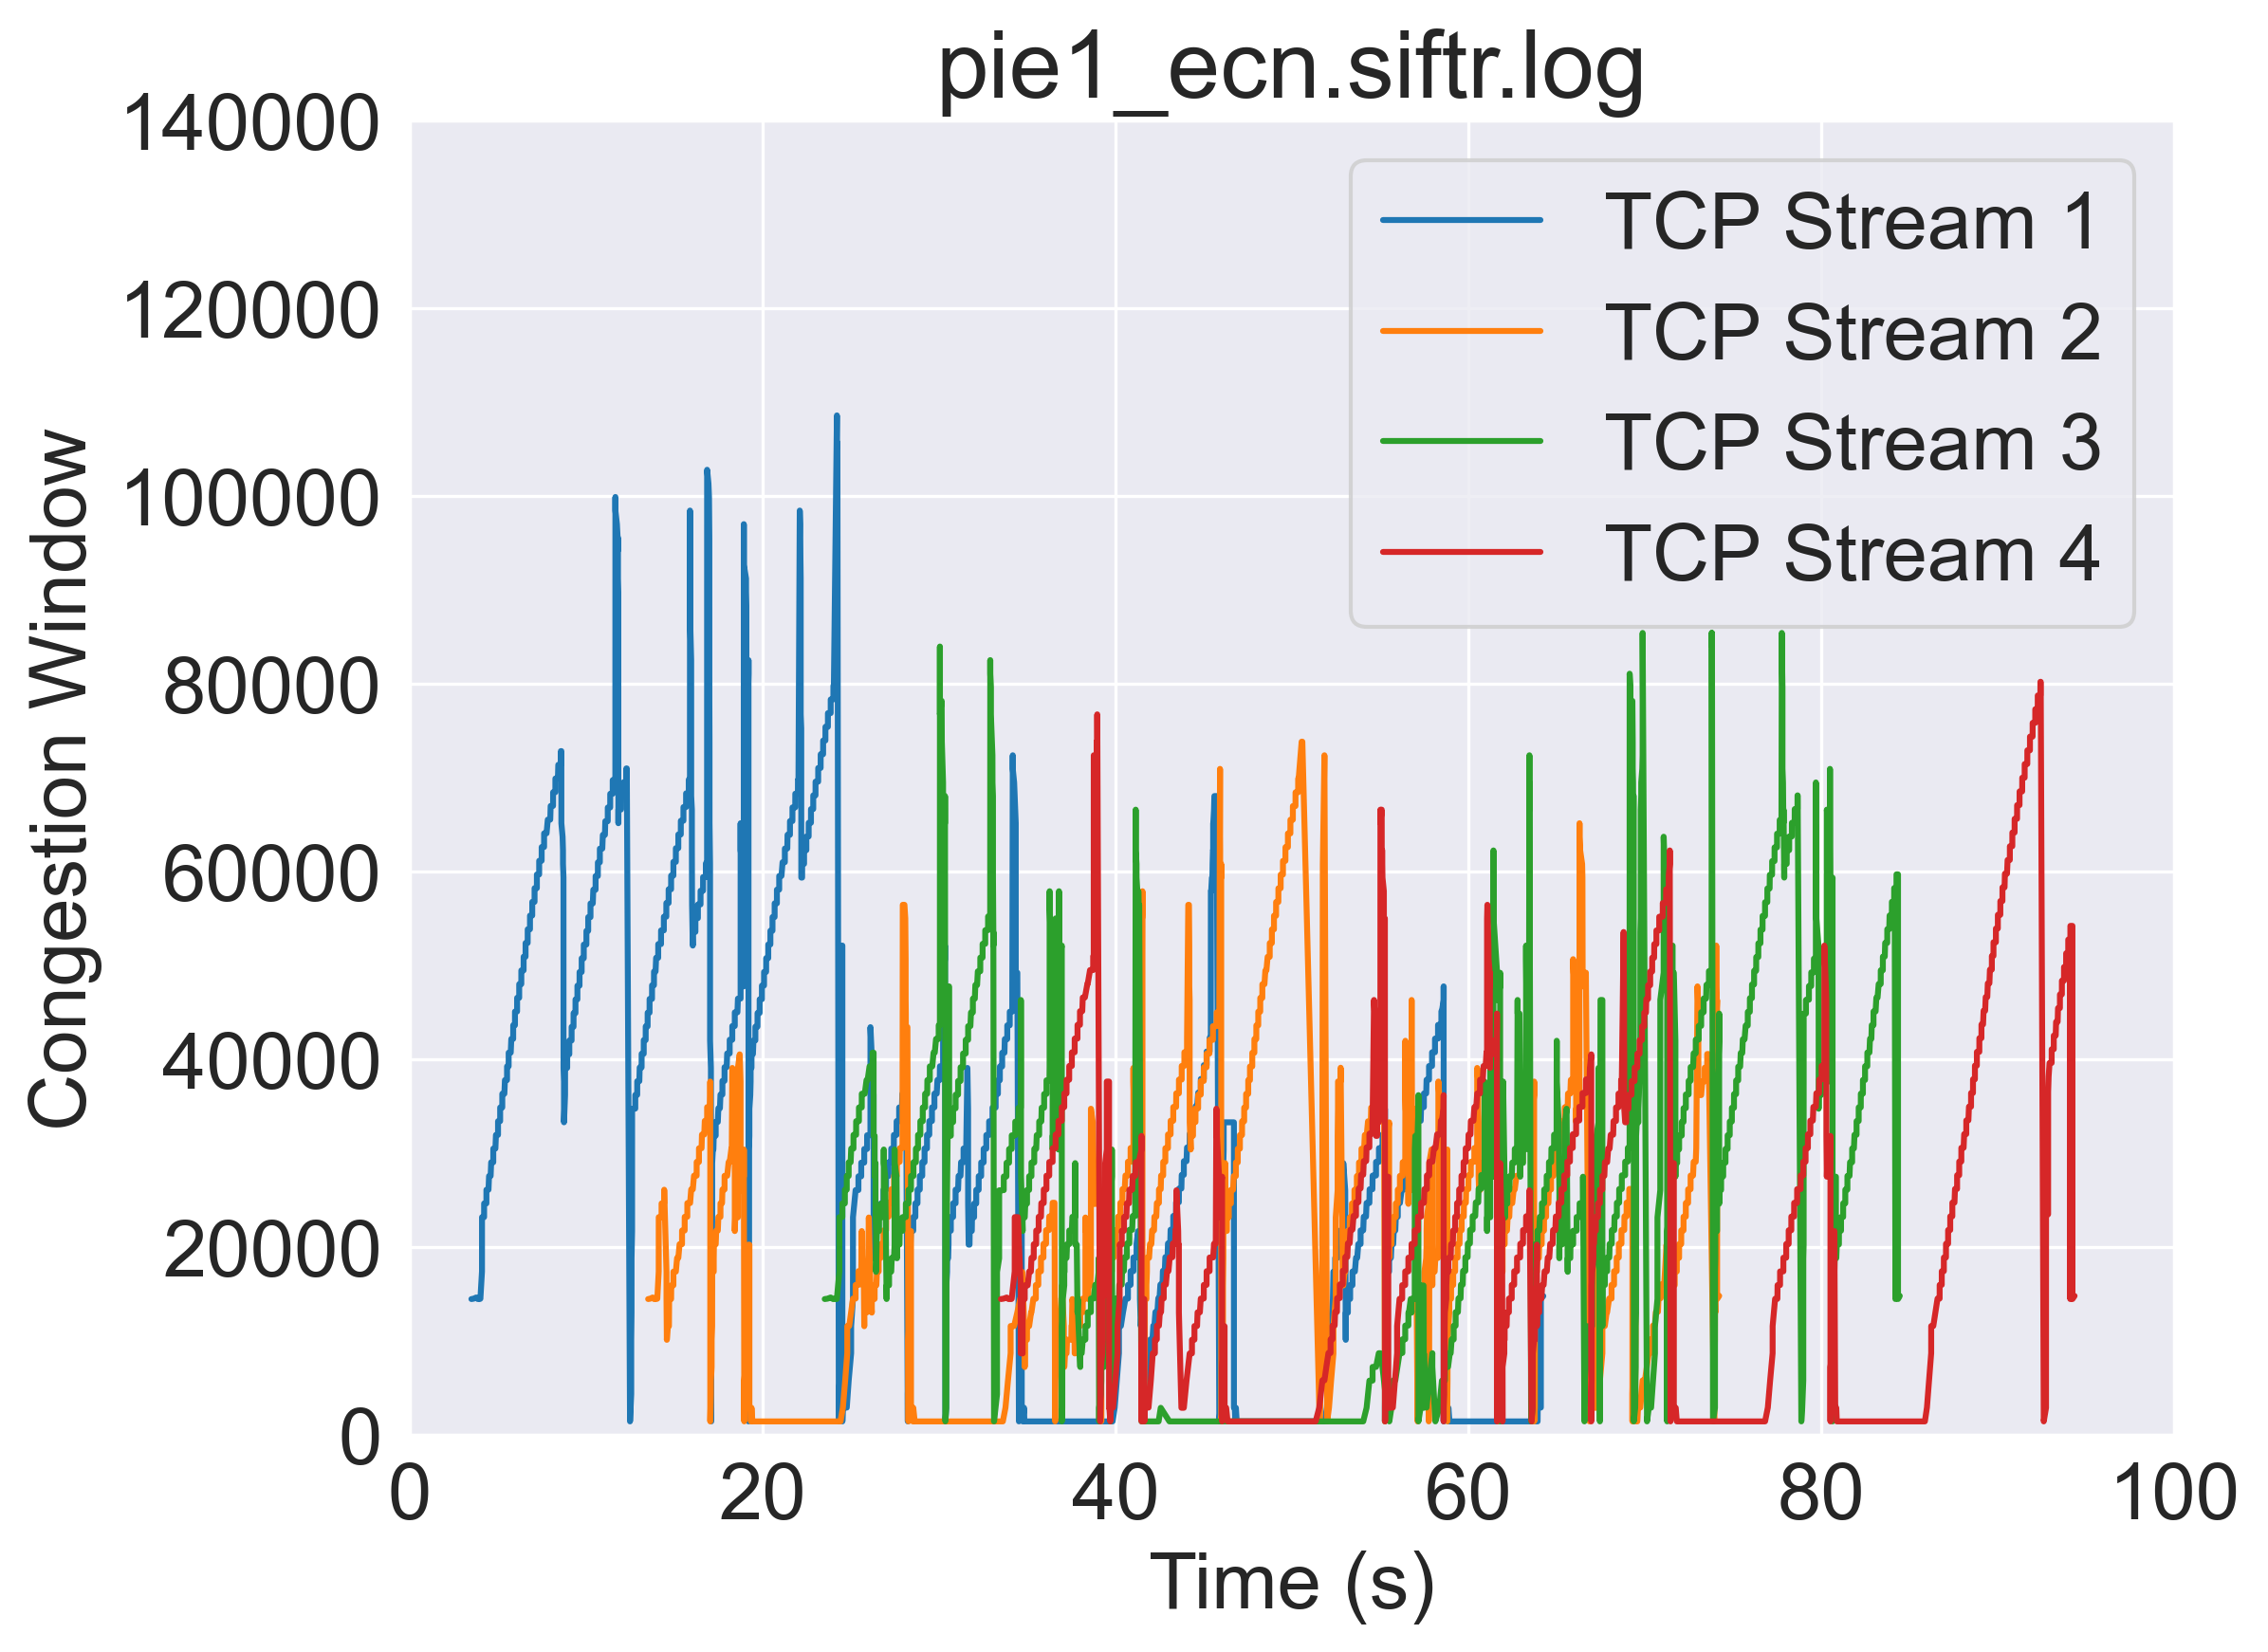 pie1_ecn.siftr.log
140000
120000
100000
80000
60000
40000
20000
0
Congestion Window
TCP Stream 1
TCP Stream 2
TCP Stream 3
TCP Stream 4
0 20 40 60 80 100
Time (s)